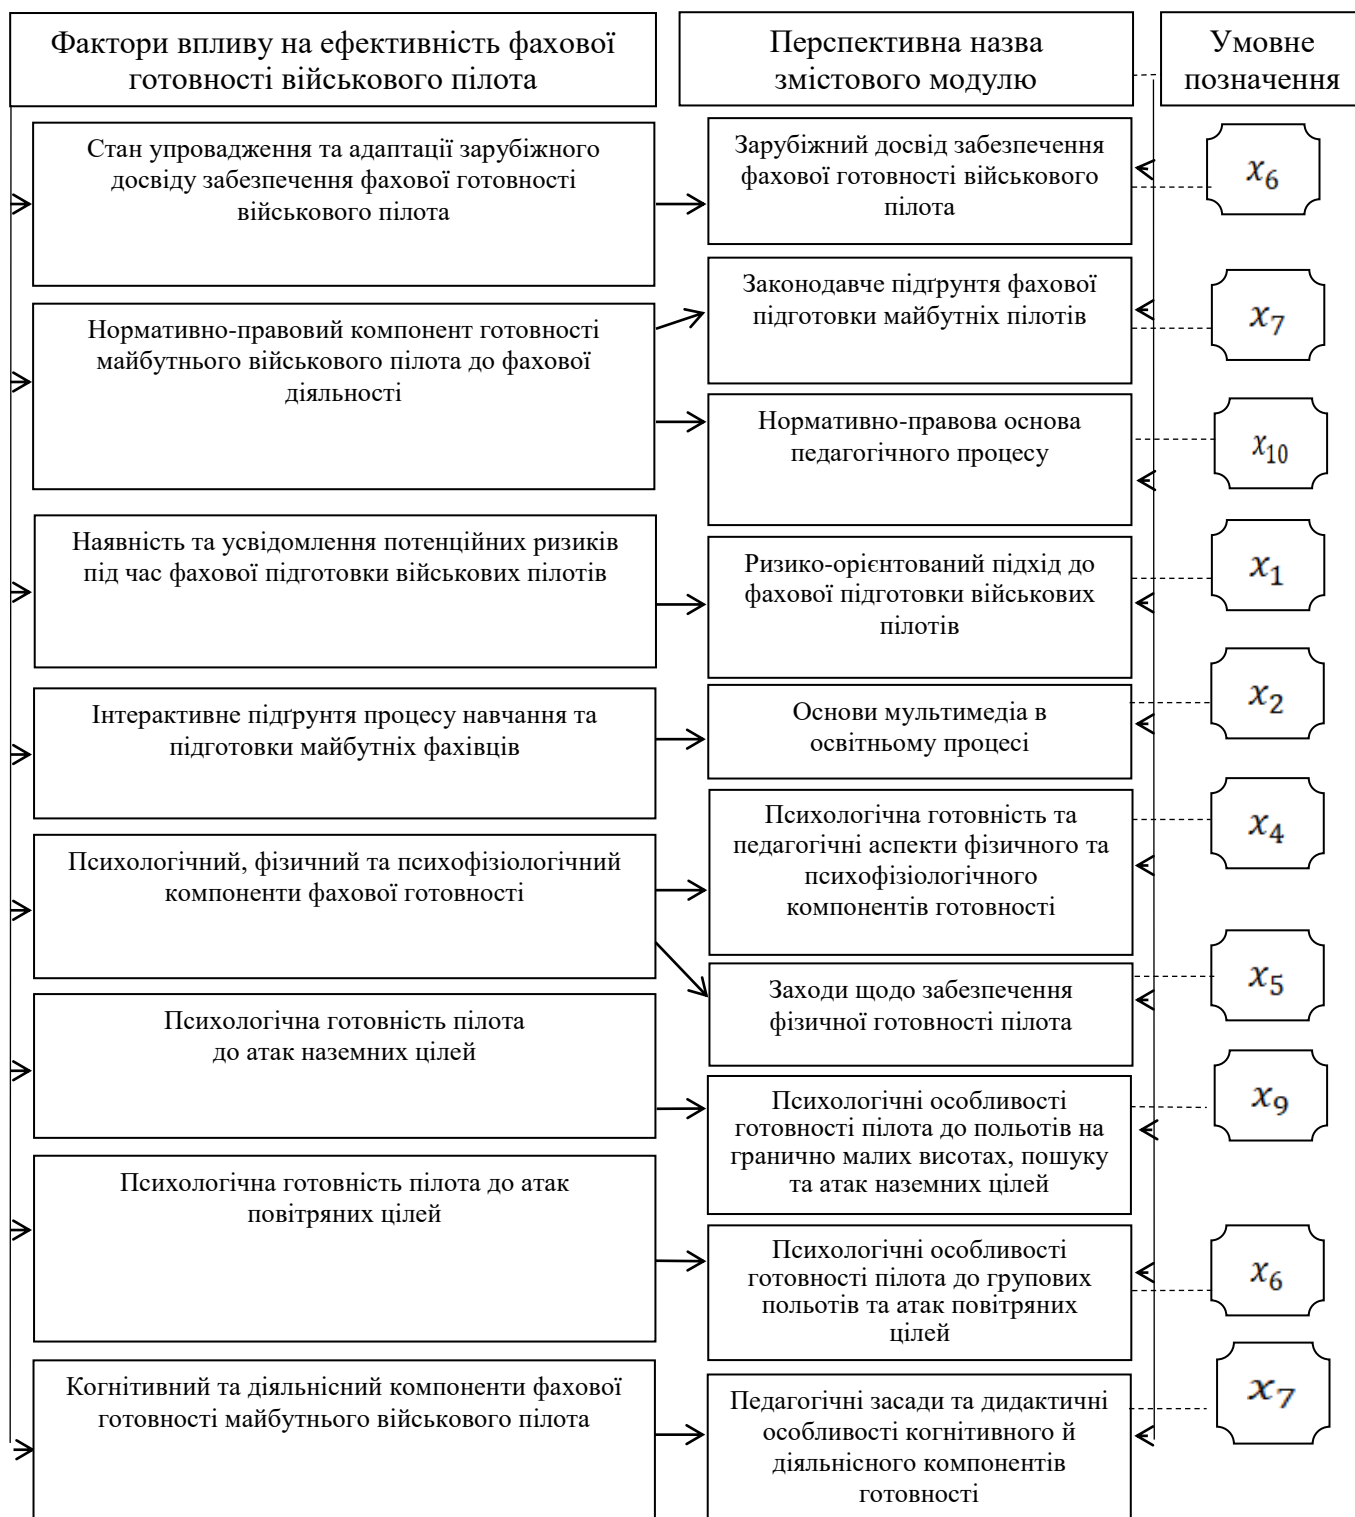 Фактори впливу на ефективність фахової
готовності військового пілота
Перспективна назва
змістового модулю
Умовне
позначення
Стан упровадження та адаптації зарубіжного
досвіду забезпечення фахової готовності
військового пілота
Зарубіжний досвід забезпечення
фахової готовності військового
пілота
x₆
Нормативно-правовий компонент готовності
майбутнього військового пілота до фахової
діяльності
Законодавче підґрунтя фахової
підготовки майбутніх пілотів
x₇
Нормативно-правова основа
педагогічного процесу
x₁₀
Наявність та усвідомлення потенційних ризиків
під час фахової підготовки військових пілотів
Ризико-орієнтований підхід до
фахової підготовки військових
пілотів
x₁
Інтерактивне підґрунтя процесу навчання та
підготовки майбутніх фахівців
Основи мультимедіа в
освітньому процесі
x₂
Психологічний, фізичний та психофізіологічний
компоненти фахової готовності
Психологічна готовність та
педагогічні аспекти фізичного та
психофізіологічного
компонентів готовності
x₄
Заходи щодо забезпечення
фізичної готовності пілота
x₅
Психологічна готовність пілота
до атак наземних цілей
Психологічні особливості
готовності пілота до польотів на
гранично малих висотах, пошуку
та атак наземних цілей
x₉
Психологічна готовність пілота до атак
повітряних цілей
Психологічні особливості
готовності пілота до групових
польотів та атак повітряних
цілей
x₆
Когнітивний та діяльнісний компоненти фахової
готовності майбутнього військового пілота
Педагогічні засади та дидактичні
особливості когнітивного й
діяльнісного компонентів
готовності
x₇